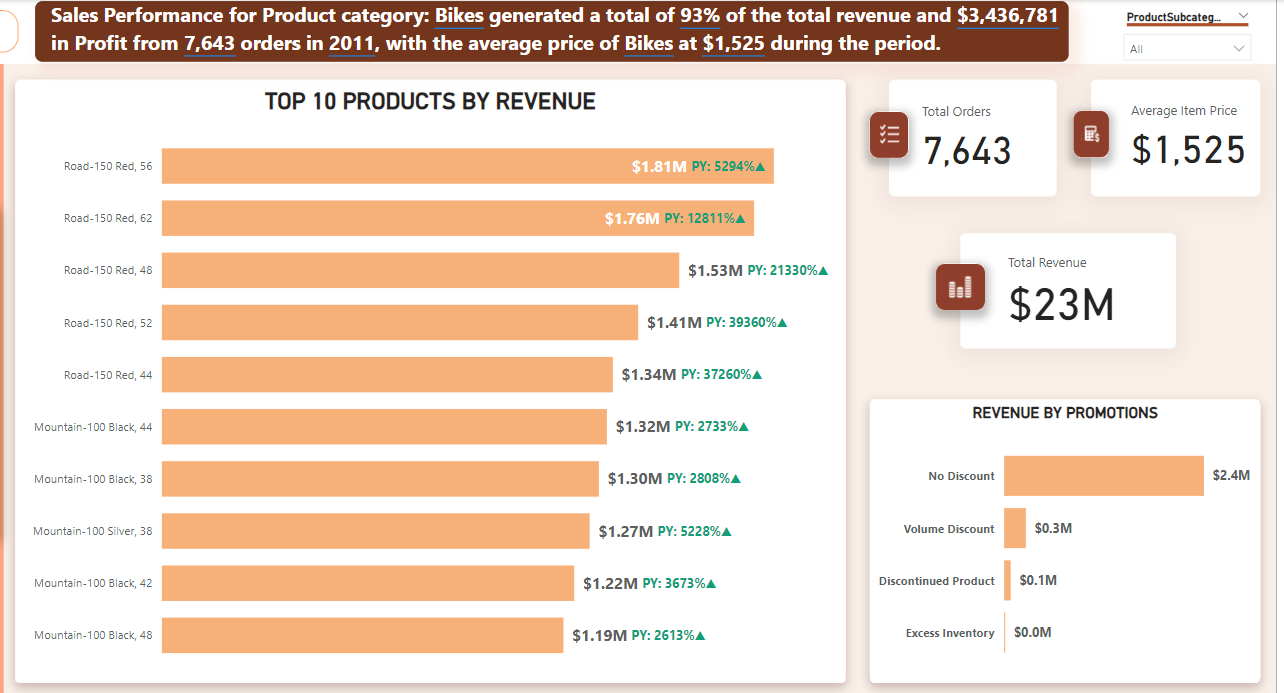 Sales Performance for Product category: Bikes generated a total of 93% of the total revenue and $3,436,781
in Profit from 7,643 orders in 2011, with the average price of Bikes at $1,525 during the period.
ProductSubcateg...
All
TOP 10 PRODUCTS BY REVENUE
Road-150 Red, 56 $1.81M PY: 5294%▲
Road-150 Red, 62 $1.76M PY: 12811%▲
Road-150 Red, 48 $1.53M PY: 21330%▲
Road-150 Red, 52 $1.41M PY: 39360%▲
Road-150 Red, 44 $1.34M PY: 37260%▲
Mountain-100 Black, 44 $1.32M PY: 2733%▲
Mountain-100 Black, 38 $1.30M PY: 2808%▲
Mountain-100 Silver, 38 $1.27M PY: 5228%▲
Mountain-100 Black, 42 $1.22M PY: 3673%▲
Mountain-100 Black, 48 $1.19M PY: 2613%▲
Total Orders
7,643
Average Item Price
$1,525
Total Revenue
$23M
REVENUE BY PROMOTIONS
No Discount $2.4M
Volume Discount $0.3M
Discontinued Product $0.1M
Excess Inventory $0.0M